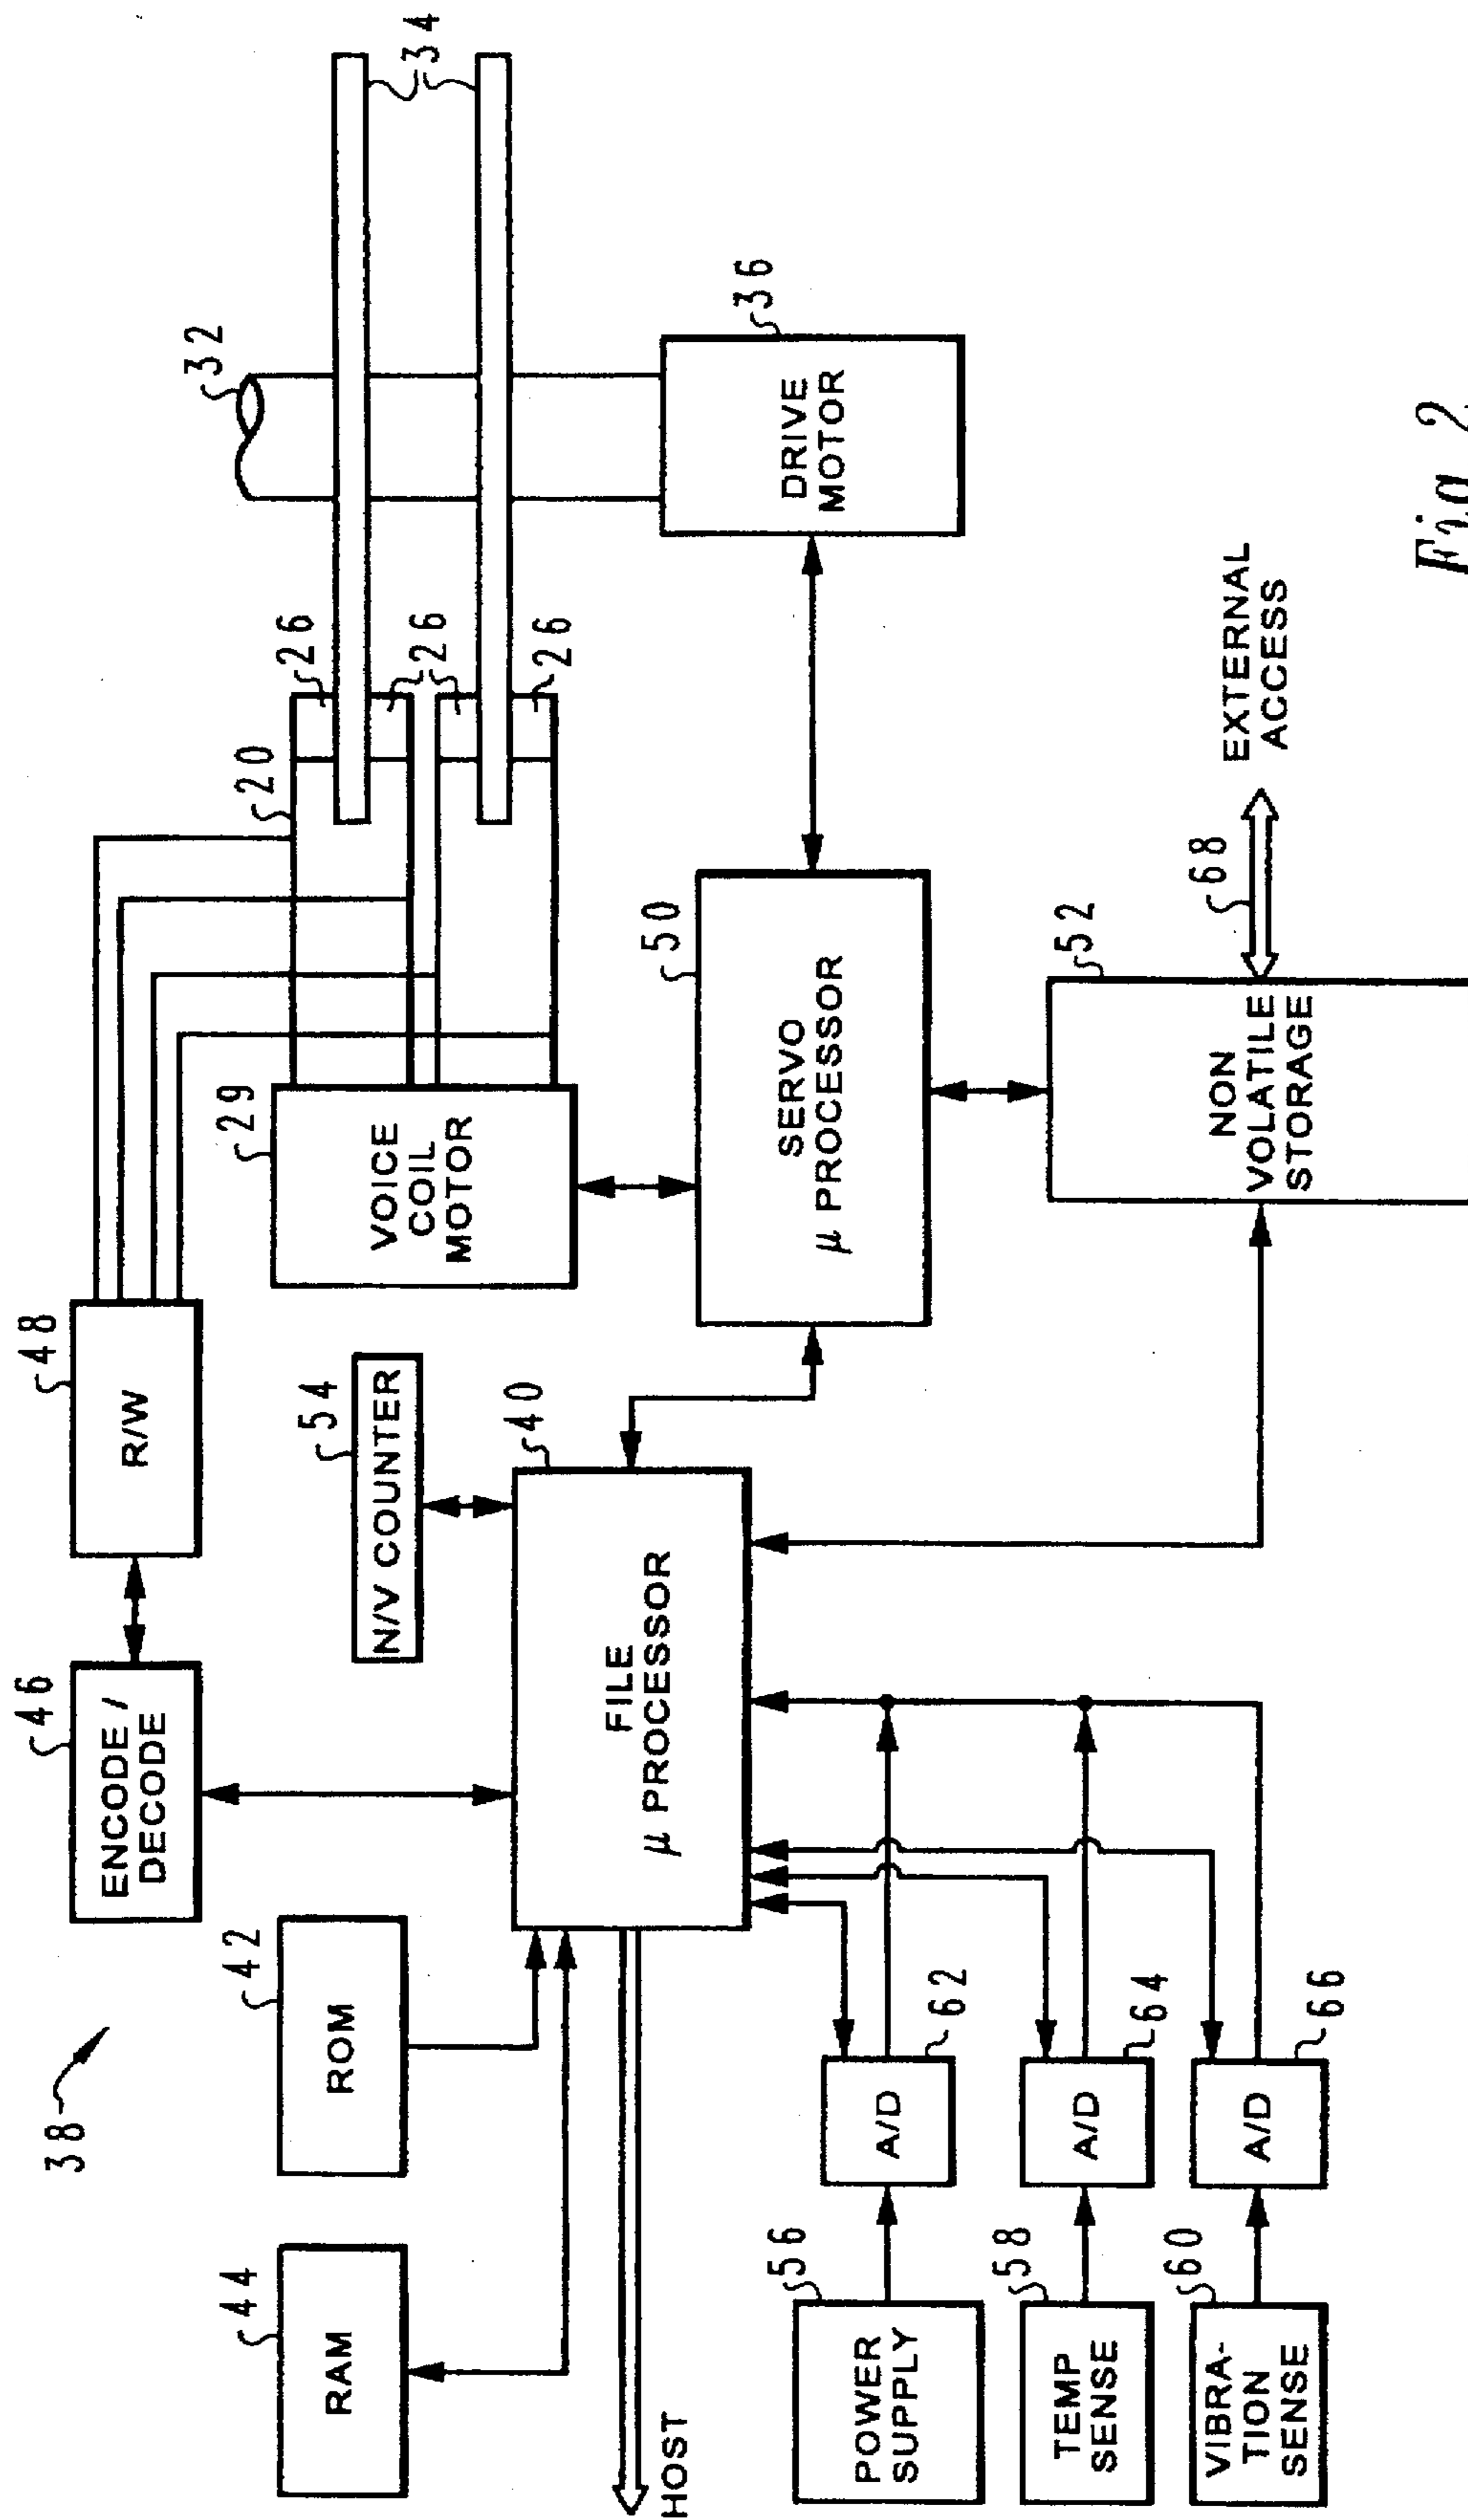 38
44
RAM
42
ROM
46
ENCODE /
DECODE
48
R/W
54
N/V COUNTER
29
VOICE
COIL
MOTOR
20
26
26
26
32
34
HOST
40
FILE
μ PROCESSOR
50
SERVO
μ PROCESSOR
36
DRIVE
MOTOR
56
POWER
SUPPLY
62
A/D
58
TEMP
SENSE
64
A/D
60
VIBRA-
TION
SENSE
66
A/D
52
NON
VOLATILE
STORAGE
68
EXTERNAL
ACCESS
Fig. 2